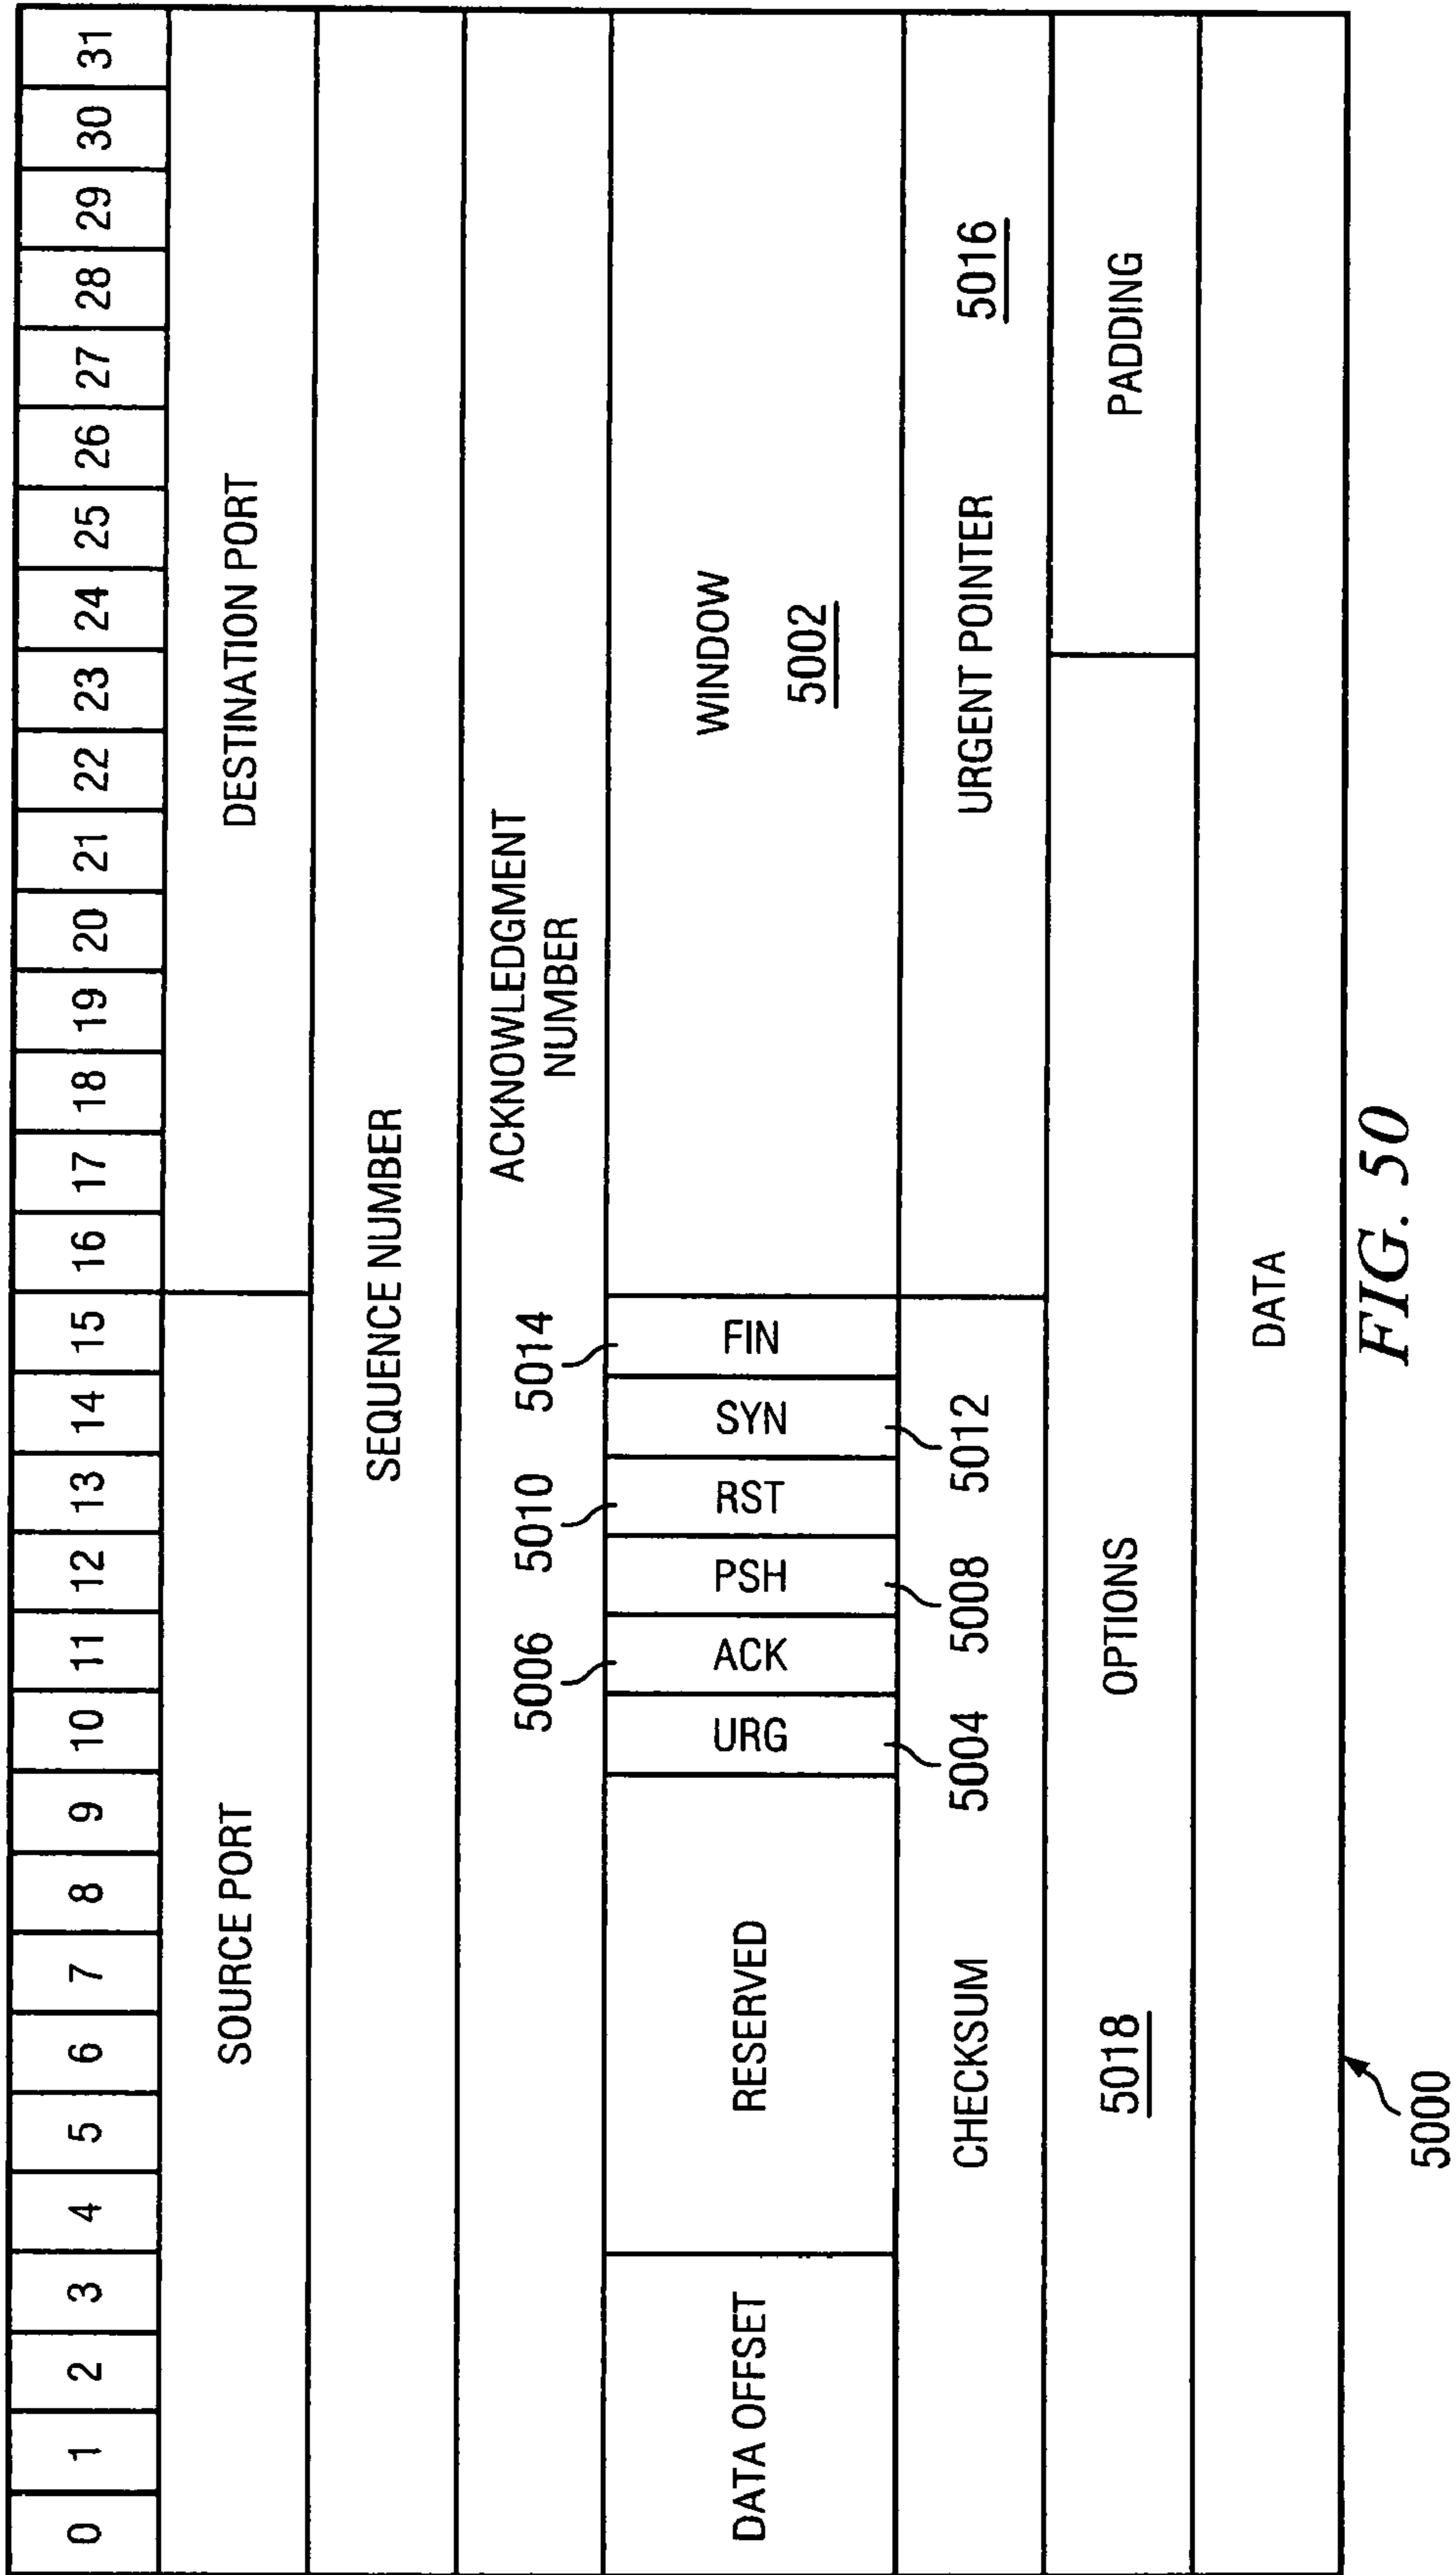 0 1 2 3 4 5 6 7 8 9 10 11 12 13 14 15 16 17 18 19 20 21 22 23 24 25 26 27 28 29 30 31
SOURCE PORT DESTINATION PORT
SEQUENCE NUMBER
ACKNOWLEDGMENT
NUMBER
5006 5010 5014
DATA OFFSET RESERVED URG ACK PSH RST SYN FIN WINDOW
5002
5004 5008 5012
CHECKSUM URGENT POINTER 5016
5018 OPTIONS PADDING
DATA
5000
FIG. 50